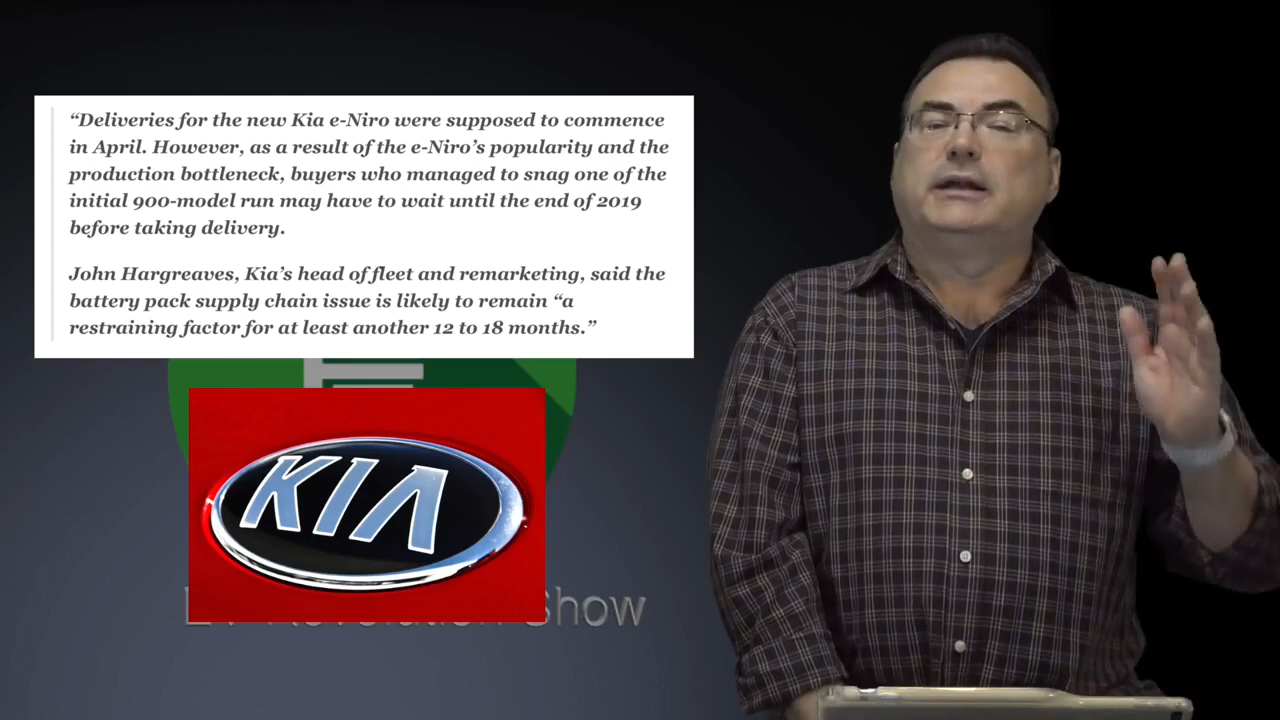 “Deliveries for the new Kia e-Niro were supposed to commence
in April. However, as a result of the e-Niro’s popularity and the
production bottleneck, buyers who managed to snag one of the
initial 900-model run may have to wait until the end of 2019
before taking delivery.
John Hargreaves, Kia’s head of fleet and remarketing, said the
battery pack supply chain issue is likely to remain “a
restraining factor for at least another 12 to 18 months.”
KIA
Show